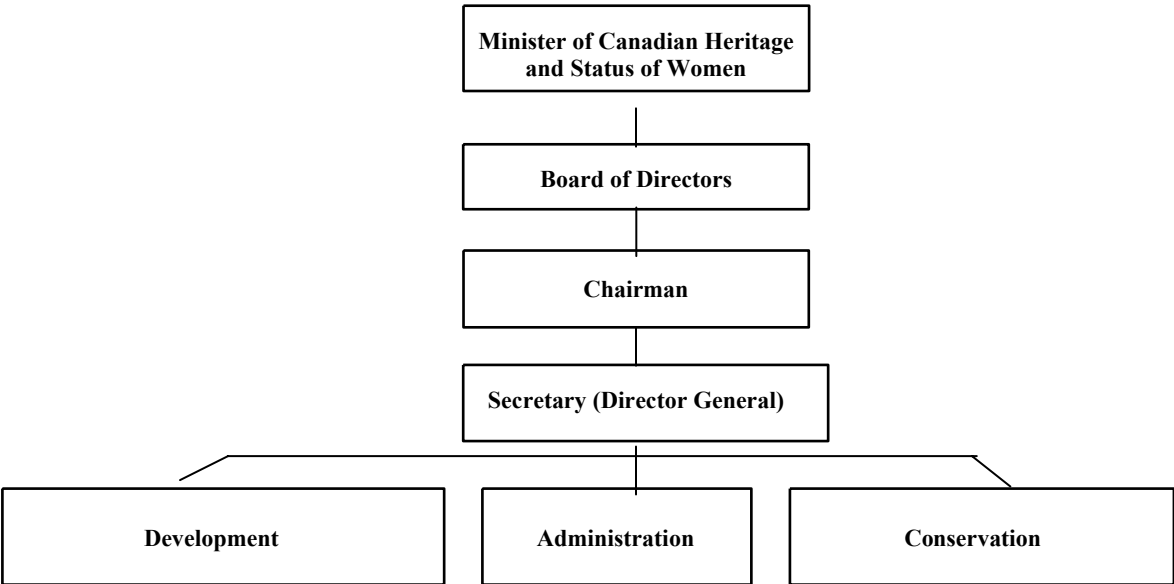 Minister of Canadian Heritage
and Status of Women
Board of Directors
Chairman
Secretary (Director General)
Development
Administration
Conservation